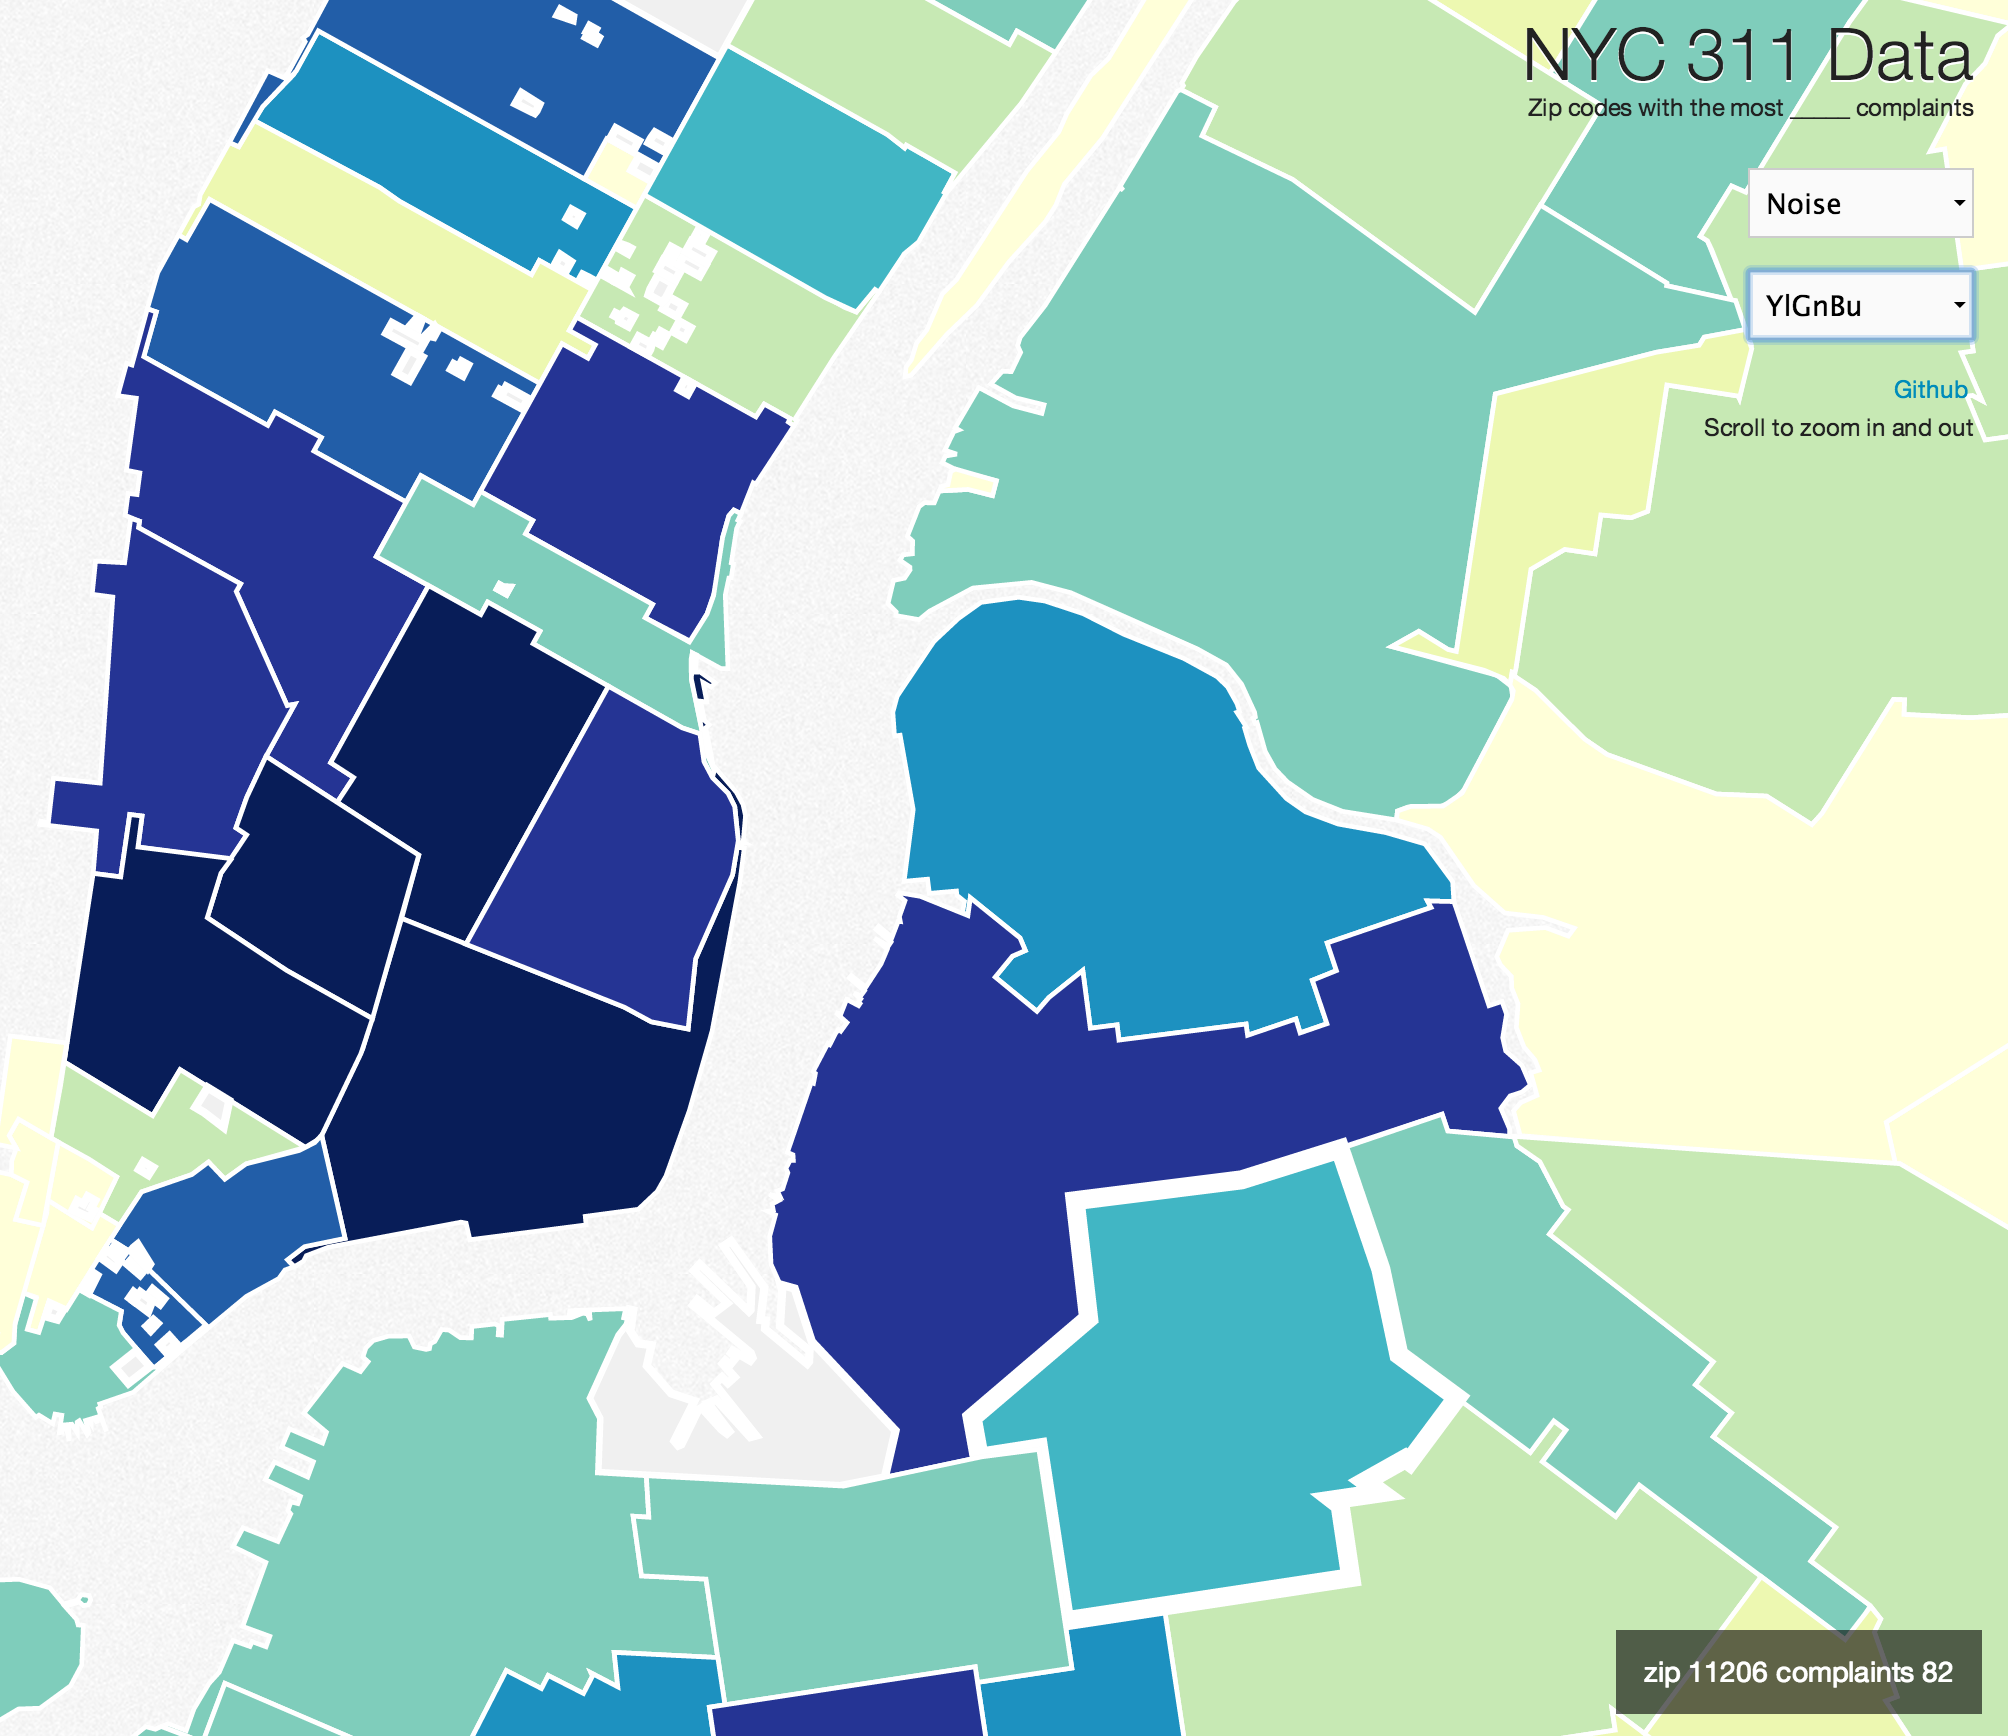 NYC 311 Data
Zip codes with the most _____ complaints
Noise
YlGnBu
Github
Scroll to zoom in and out
zip 11206 complaints 82